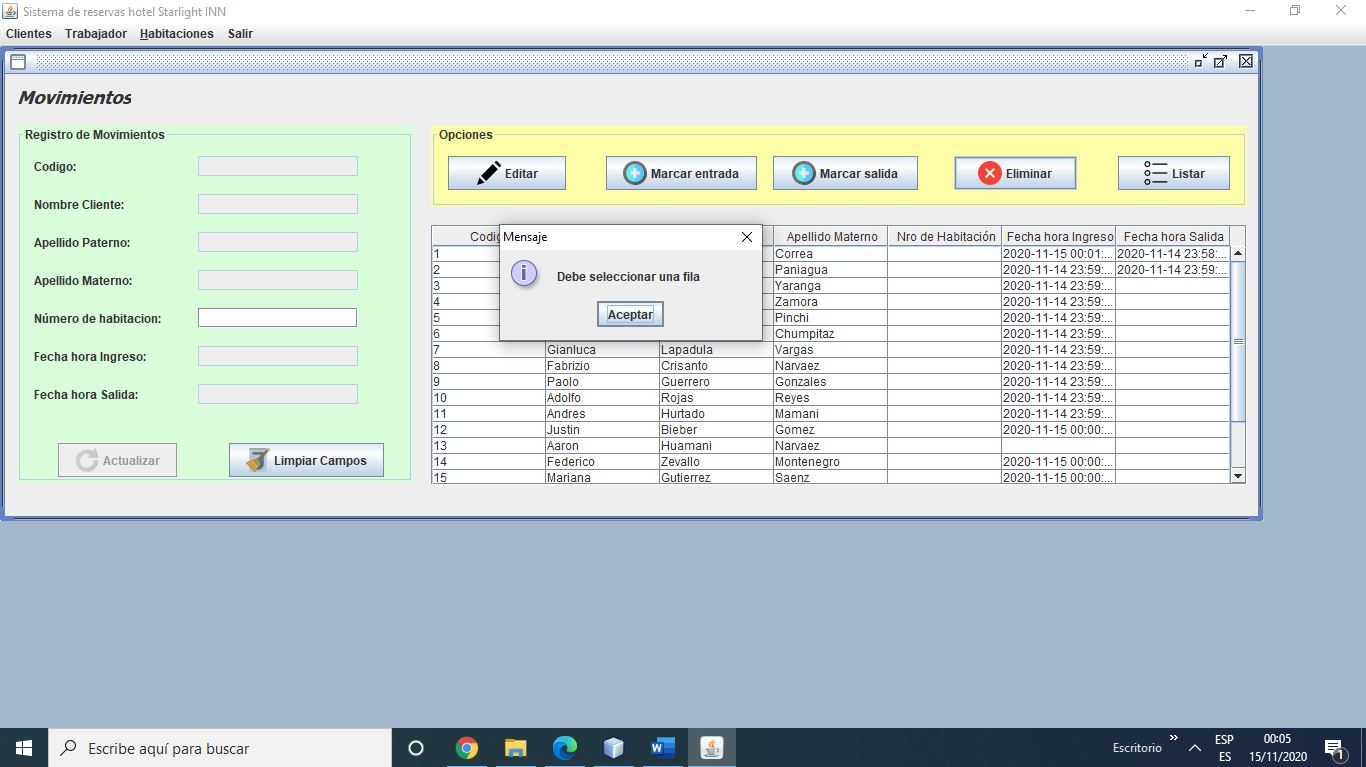 Sistema de reservas hotel Starlight INN
Clientes Trabajador Habitaciones Salir
Movimientos
Registro de Movimientos
Codigo:
Nombre Cliente:
Apellido Paterno:
Apellido Materno:
Número de habitacion:
Fecha hora Ingreso:
Fecha hora Salida:
Actualizar Limpiar Campos
Opciones
Editar Marcar entrada Marcar salida Eliminar Listar
Apellido Materno Nro de Habitación Fecha hora Ingreso Fecha hora Salida
1 Correa 2020-11-15 00:01:... 2020-11-14 23:58:...
2 Paniagua 2020-11-14 23:59:... 2020-11-14 23:59:...
3 Yaranga 2020-11-14 23:59:...
4 Zamora 2020-11-14 23:59:...
5 Pinchi 2020-11-14 23:59:...
6 Chumpitaz 2020-11-14 23:59:...
7 Gianluca Lapadula Vargas 2020-11-14 23:59:...
8 Fabrizio Crisanto Narvaez 2020-11-14 23:59:...
9 Paolo Guerrero Gonzales 2020-11-14 23:59:...
10 Adolfo Rojas Reyes 2020-11-14 23:59:...
11 Andres Hurtado Mamani 2020-11-14 23:59:...
12 Justin Bieber Gomez 2020-11-15 00:00:...
13 Aaron Huamani Narvaez
14 Federico Zevallo Montenegro 2020-11-15 00:00:...
15 Mariana Gutierrez Saenz 2020-11-15 00:00:...
Mensaje
Debe seleccionar una fila
Aceptar
Escribe aquí para buscar
Escritorio
ESP
ES
00:05
15/11/2020
1